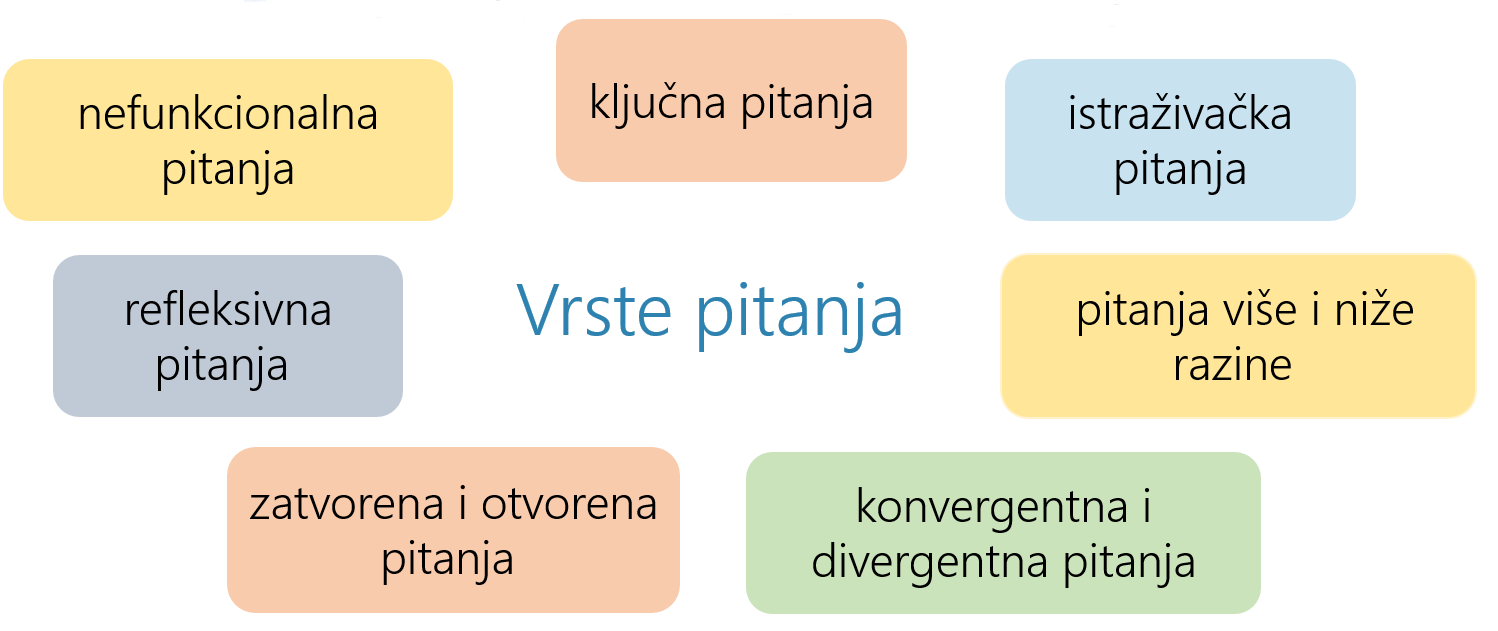 ključna pitanja
nefunkcionalna
pitanja
istraživačka
pitanja
refleksivna
pitanja
Vrste pitanja
pitanja više i niže
razine
zatvorena i otvorena
pitanja
konvergentna i
divergentna pitanja